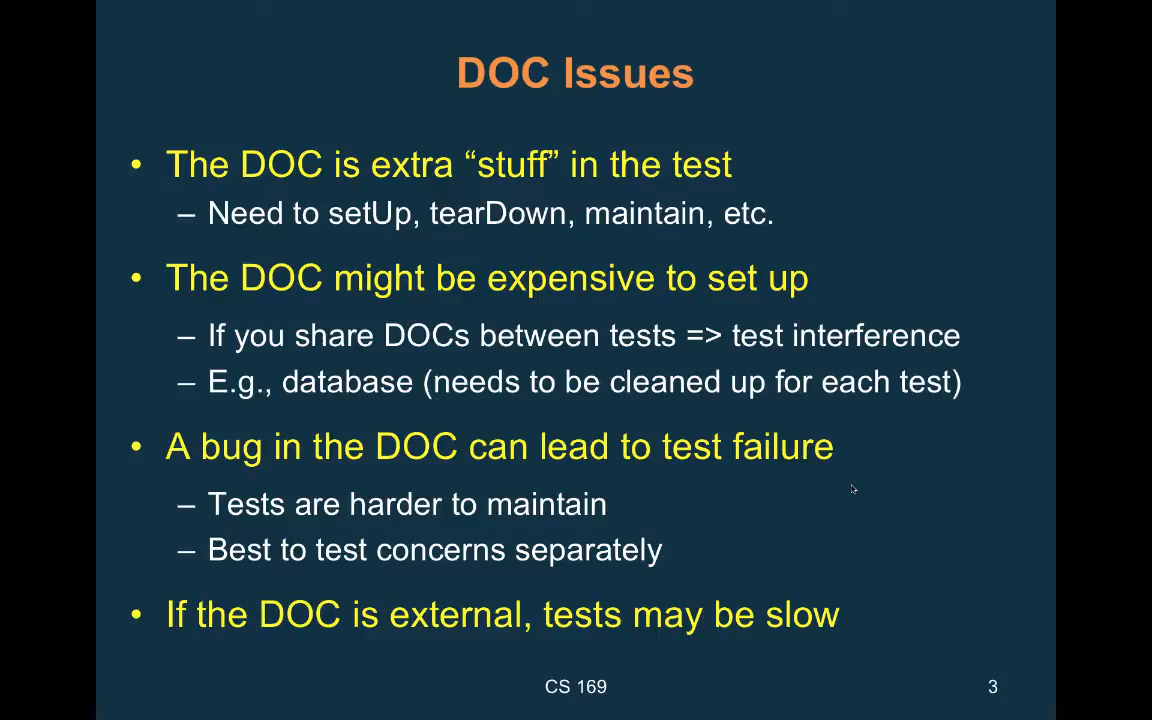 DOC Issues
• The DOC is extra “stuff” in the test
– Need to setUp, tearDown, maintain, etc.
• The DOC might be expensive to set up
– If you share DOCs between tests => test interference
– E.g., database (needs to be cleaned up for each test)
• A bug in the DOC can lead to test failure
– Tests are harder to maintain
– Best to test concerns separately
• If the DOC is external, tests may be slow
CS 169
3